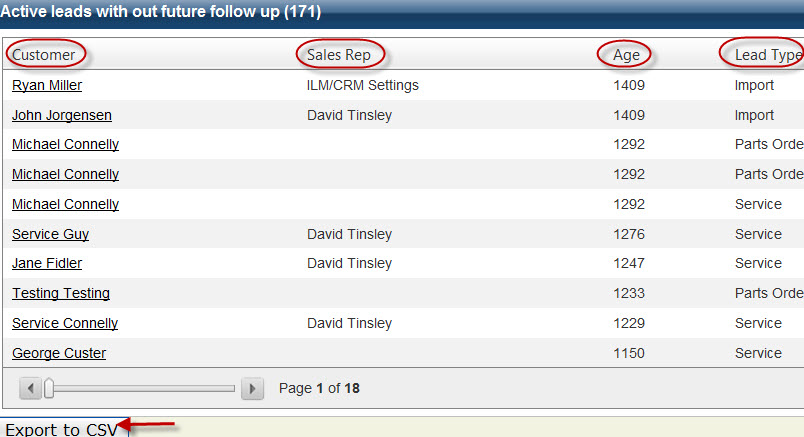 Active leads with out future follow up (171)
Customer Sales Rep Age Lead Type
Ryan Miller ILM/CRM Settings 1409 Import
John Jorgensen David Tinsley 1409 Import
Michael Connelly 1292 Parts Orde
Michael Connelly 1292 Parts Orde
Michael Connelly 1292 Service
Service Guy David Tinsley 1276 Service
Jane Fidler David Tinsley 1247 Service
Testing Testing 1233 Parts Orde
Service Connelly David Tinsley 1229 Service
George Custer 1150 Service
Page 1 of 18
Export to CSV